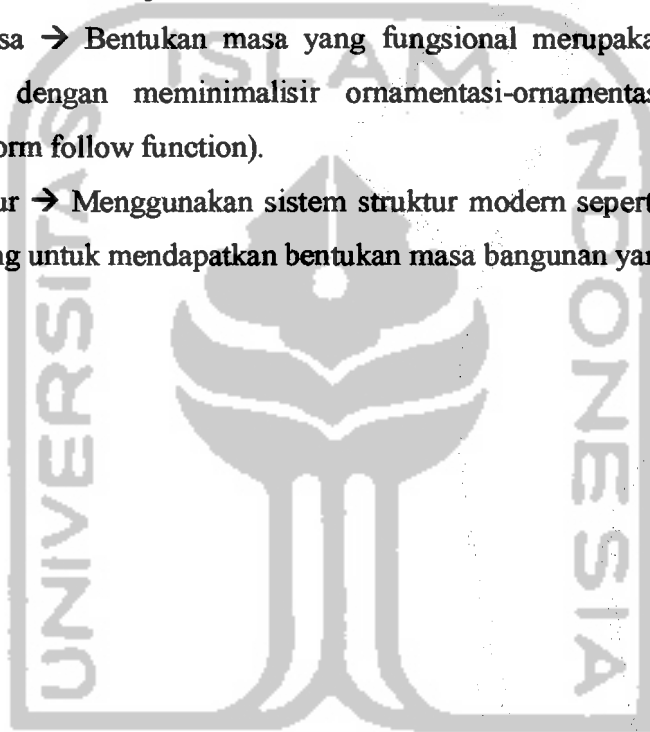 sa → Bentukan masa yang fungsional merupaka
dengan meminimalisir ornamentasi-ornamentas
orm follow function).
ur → Menggunakan sistem struktur modern sepert
ng untuk mendapatkan bentukan masa bangunan yan
UNIVERSITAS
ISLAM
INDONESIA